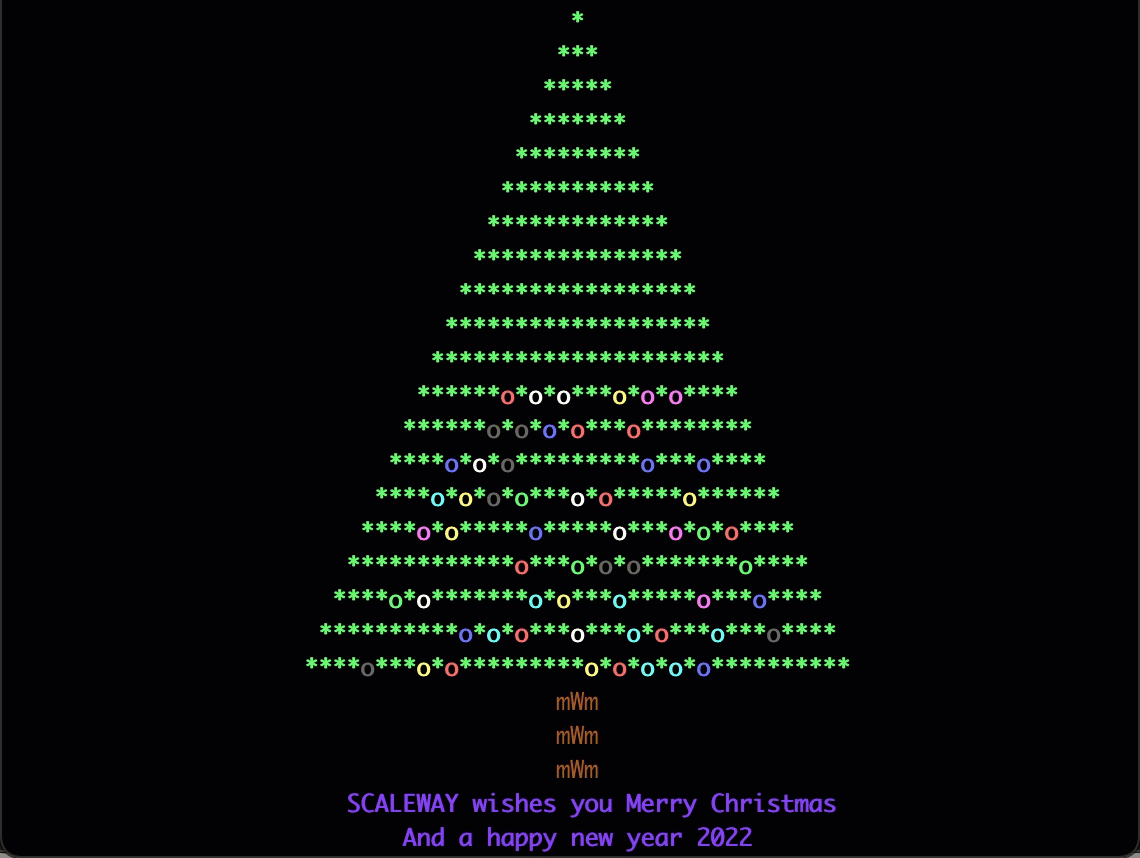 *
***
*****
*******
*********
***********
*************
***************
*****************
*******************
*********************
******o*o*o***o*o*o****
******o*o*o*o***o********
****o*o*o*********o***o****
****o*o*o*o***o*o*****o******
****o*o*****o*****o***o*o*o****
************o***o*o*o*******o****
****o*o*******o*o***o*****o***o****
**********o*o*o***o***o*o***o***o****
****o***o*o*********o*o*o*o*o**********
mWm
mWm
mWm
SCALEWAY wishes you Merry Christmas
And a happy new year 2022